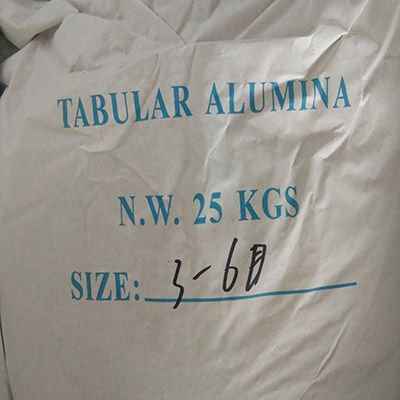 TABULAR ALUMINA
N.W. 25 KGS
SIZE: 3-6目